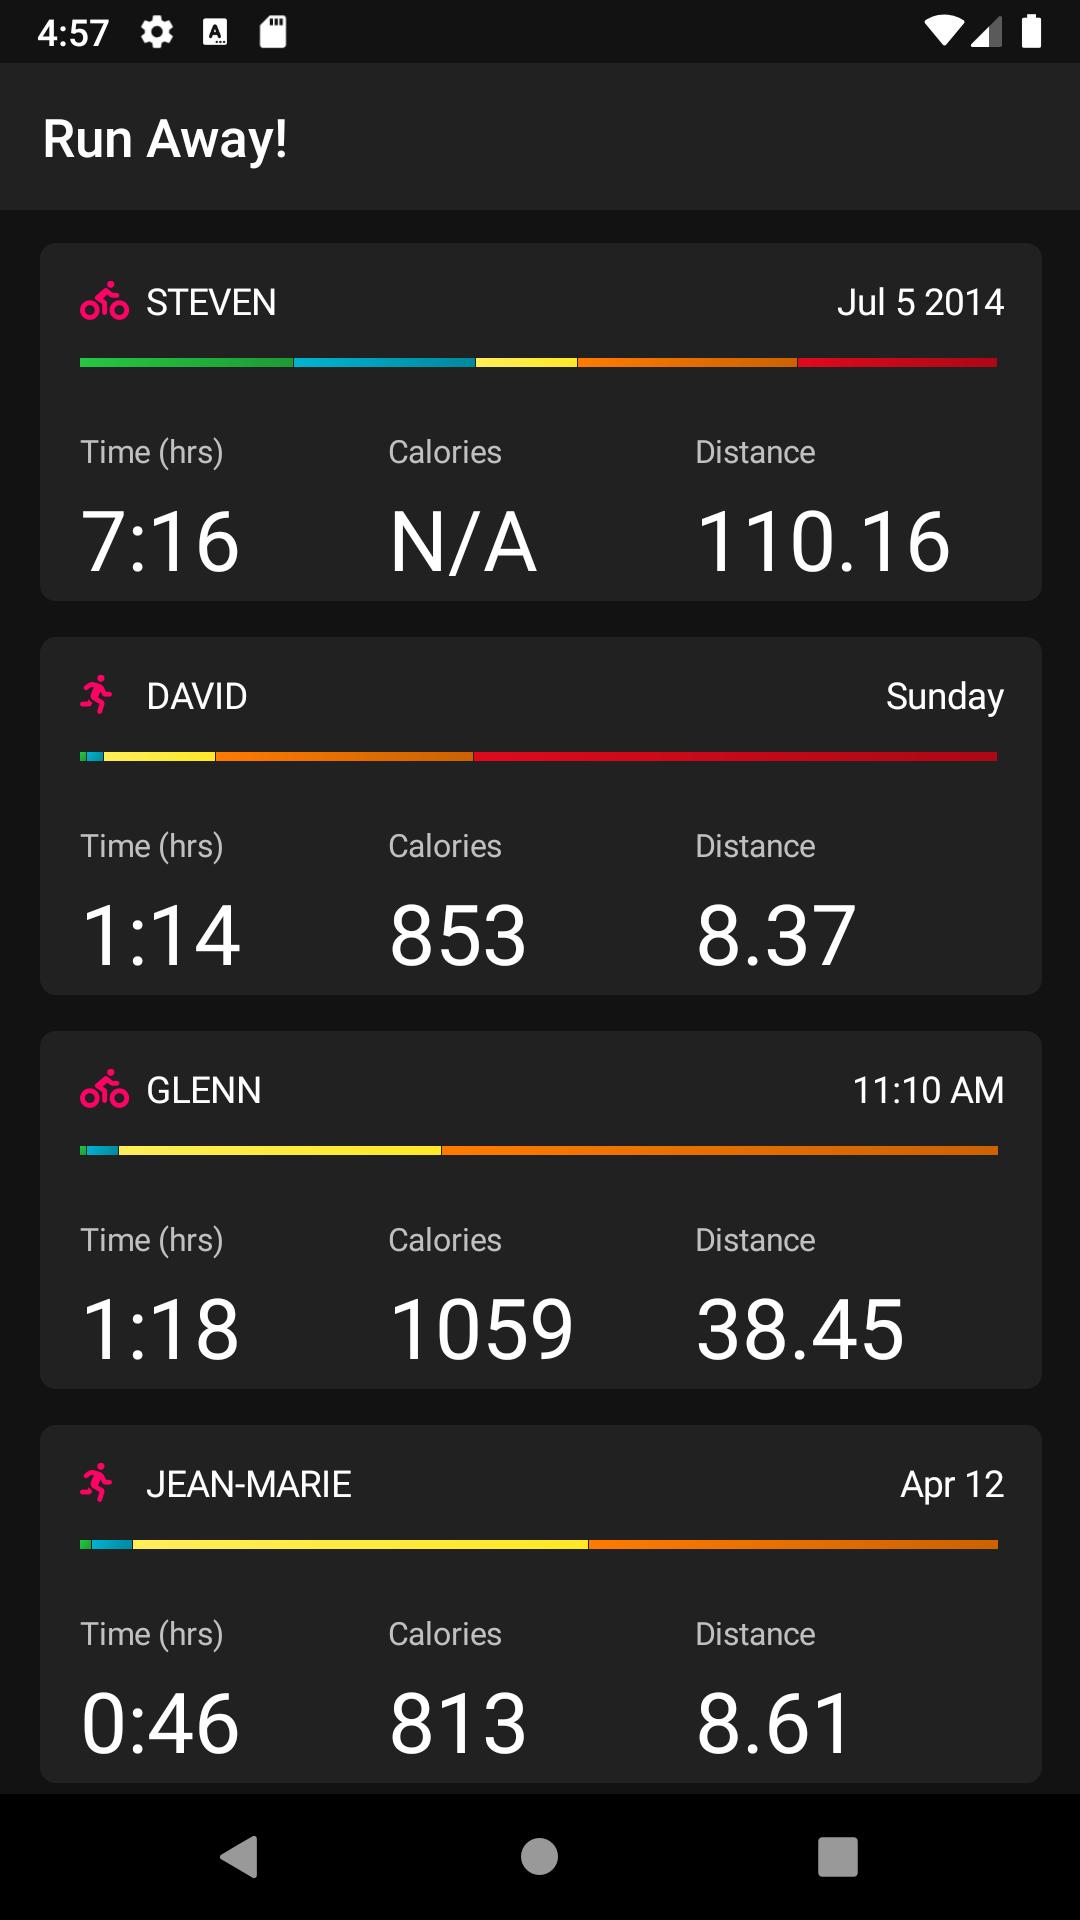 4:57
Run Away!
STEVEN Jul 5 2014
Time (hrs) Calories Distance
7:16 N/A 110.16
DAVID Sunday
Time (hrs) Calories Distance
1:14 853 8.37
GLENN 11:10 AM
Time (hrs) Calories Distance
1:18 1059 38.45
JEAN-MARIE Apr 12
Time (hrs) Calories Distance
0:46 813 8.61